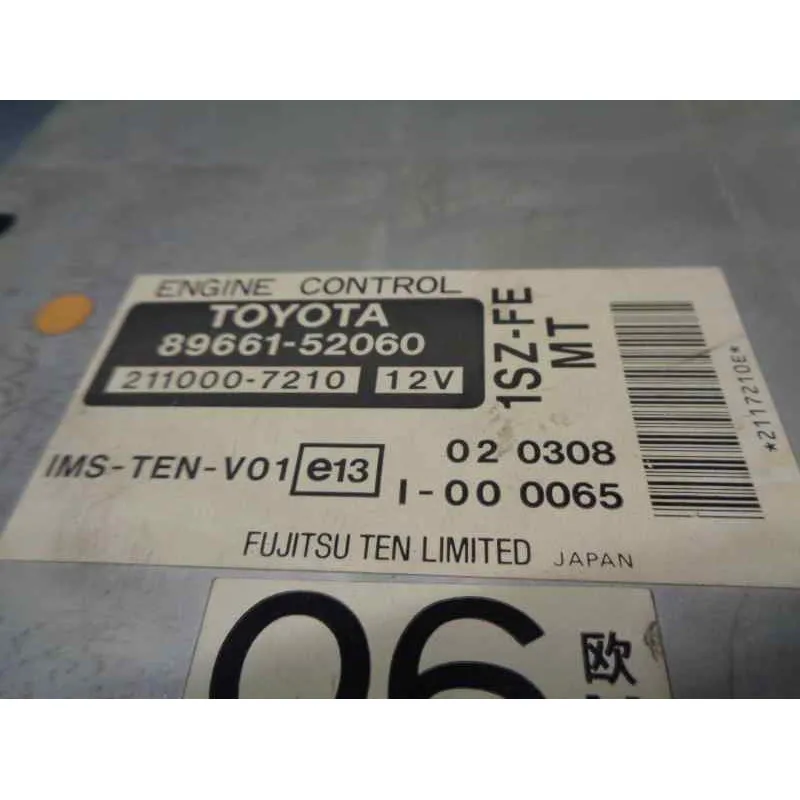 ENGINE CONTROL
TOYOTA
89661-52060
211000-7210 12V
1SZ-FE
MT
*2117210E*
IMS-TEN-V01 e13
02 0308
I-00 0065
FUJITSU TEN LIMITED JAPAN
06
欧